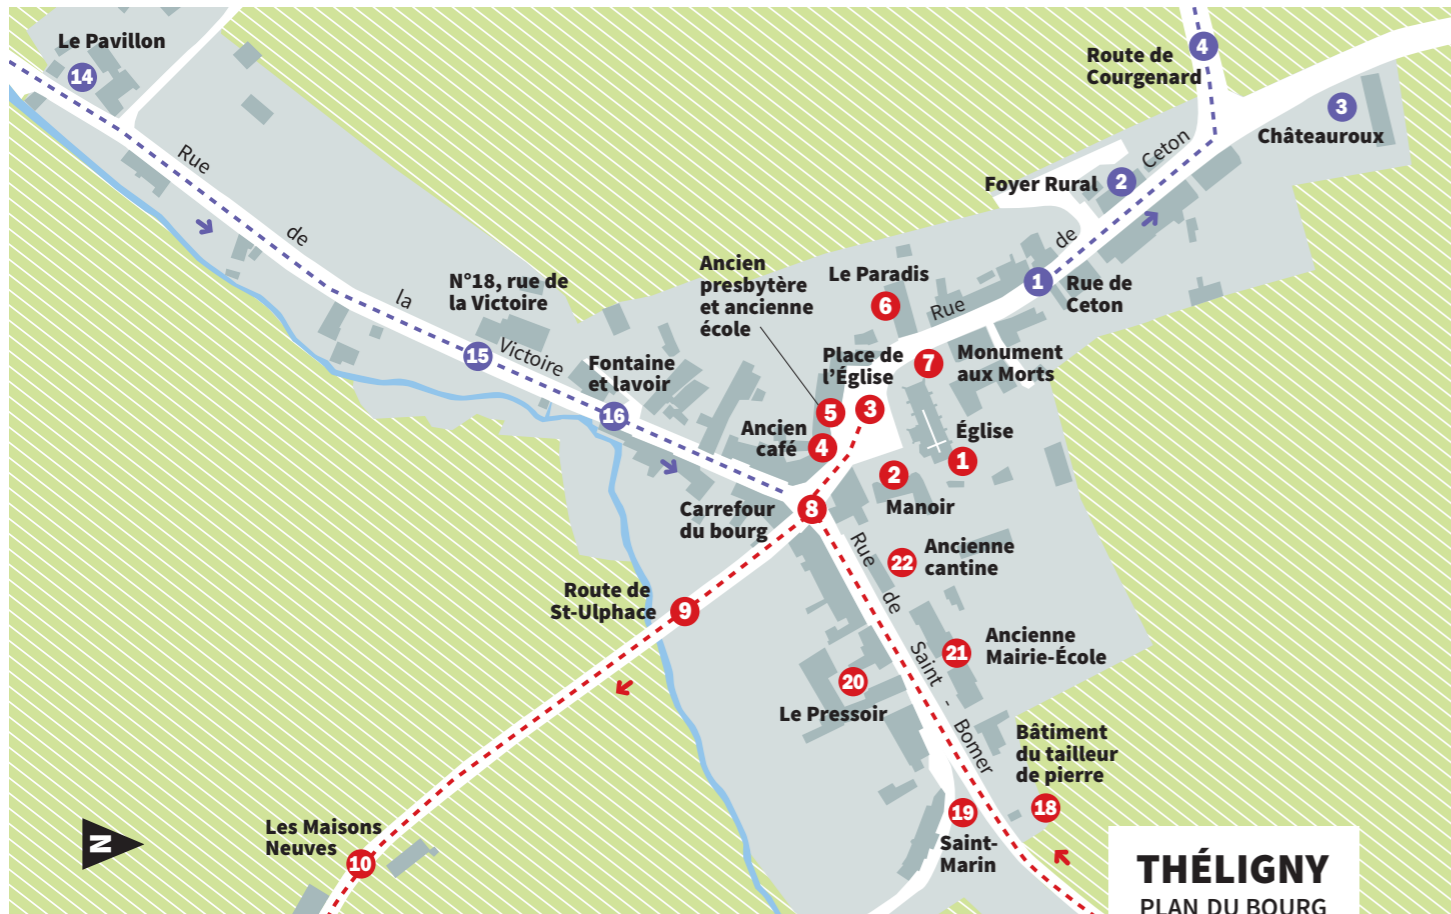 Le Pavillon
14
Route de
Courgenard
4
3
Châteauroux
Foyer Rural
2
Rue de Ceton
1
Rue de
Ceton
Rue de la Victoire
N°18, rue de
la Victoire
15
Fontaine
et lavoir
16
Ancien
presbytère
et ancienne
école
5
Le Paradis
6
Place de
l'Église
3
7
Monument
aux Morts
Ancien
café
4
Église
1
2
Manoir
Carrefour
du bourg
8
22
Ancienne
cantine
Rue de Saint - Bomer
Route de
St-Ulphace
9
21
Ancienne
Mairie-École
20
Le Pressoir
Bâtiment
du tailleur
de pierre
18
19
Saint-
Marin
Les Maisons
Neuves
10
N
THÉLIGNY
PLAN DU BOURG